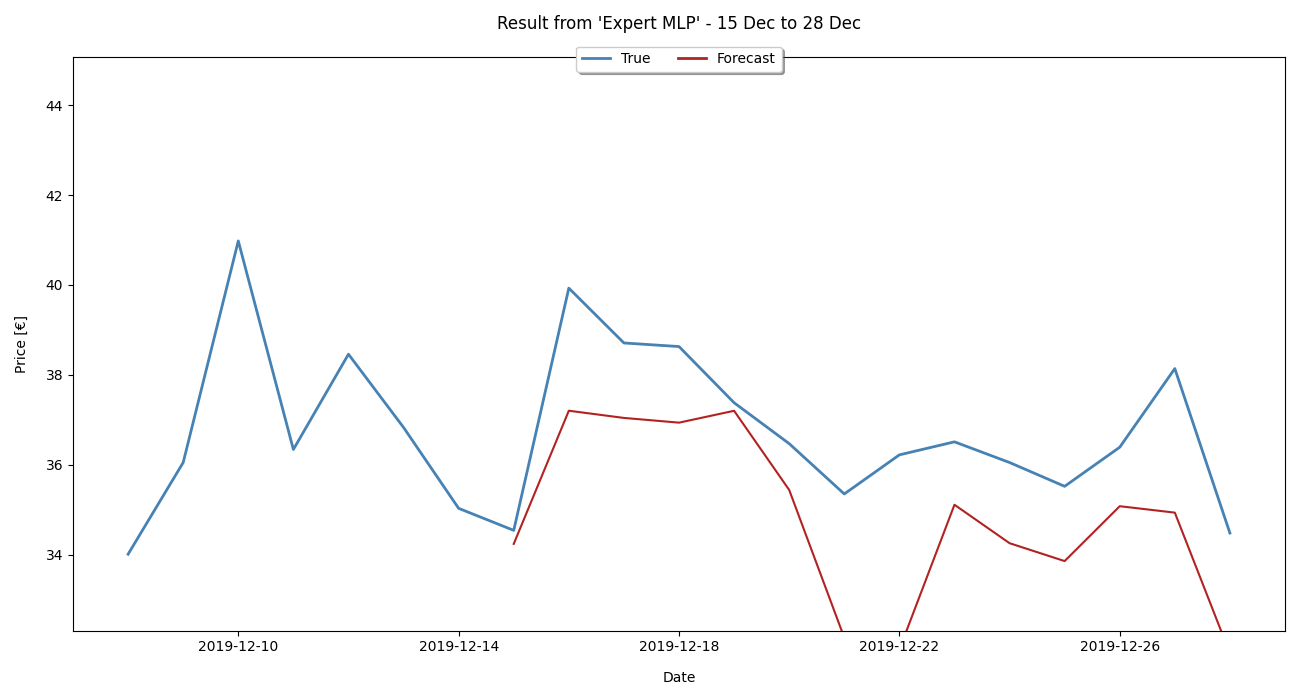 Result from 'Expert MLP' - 15 Dec to 28 Dec
True Forecast
44
42
40
38
36
34
Price [€]
2019-12-10 2019-12-14 2019-12-18 2019-12-22 2019-12-26
Date